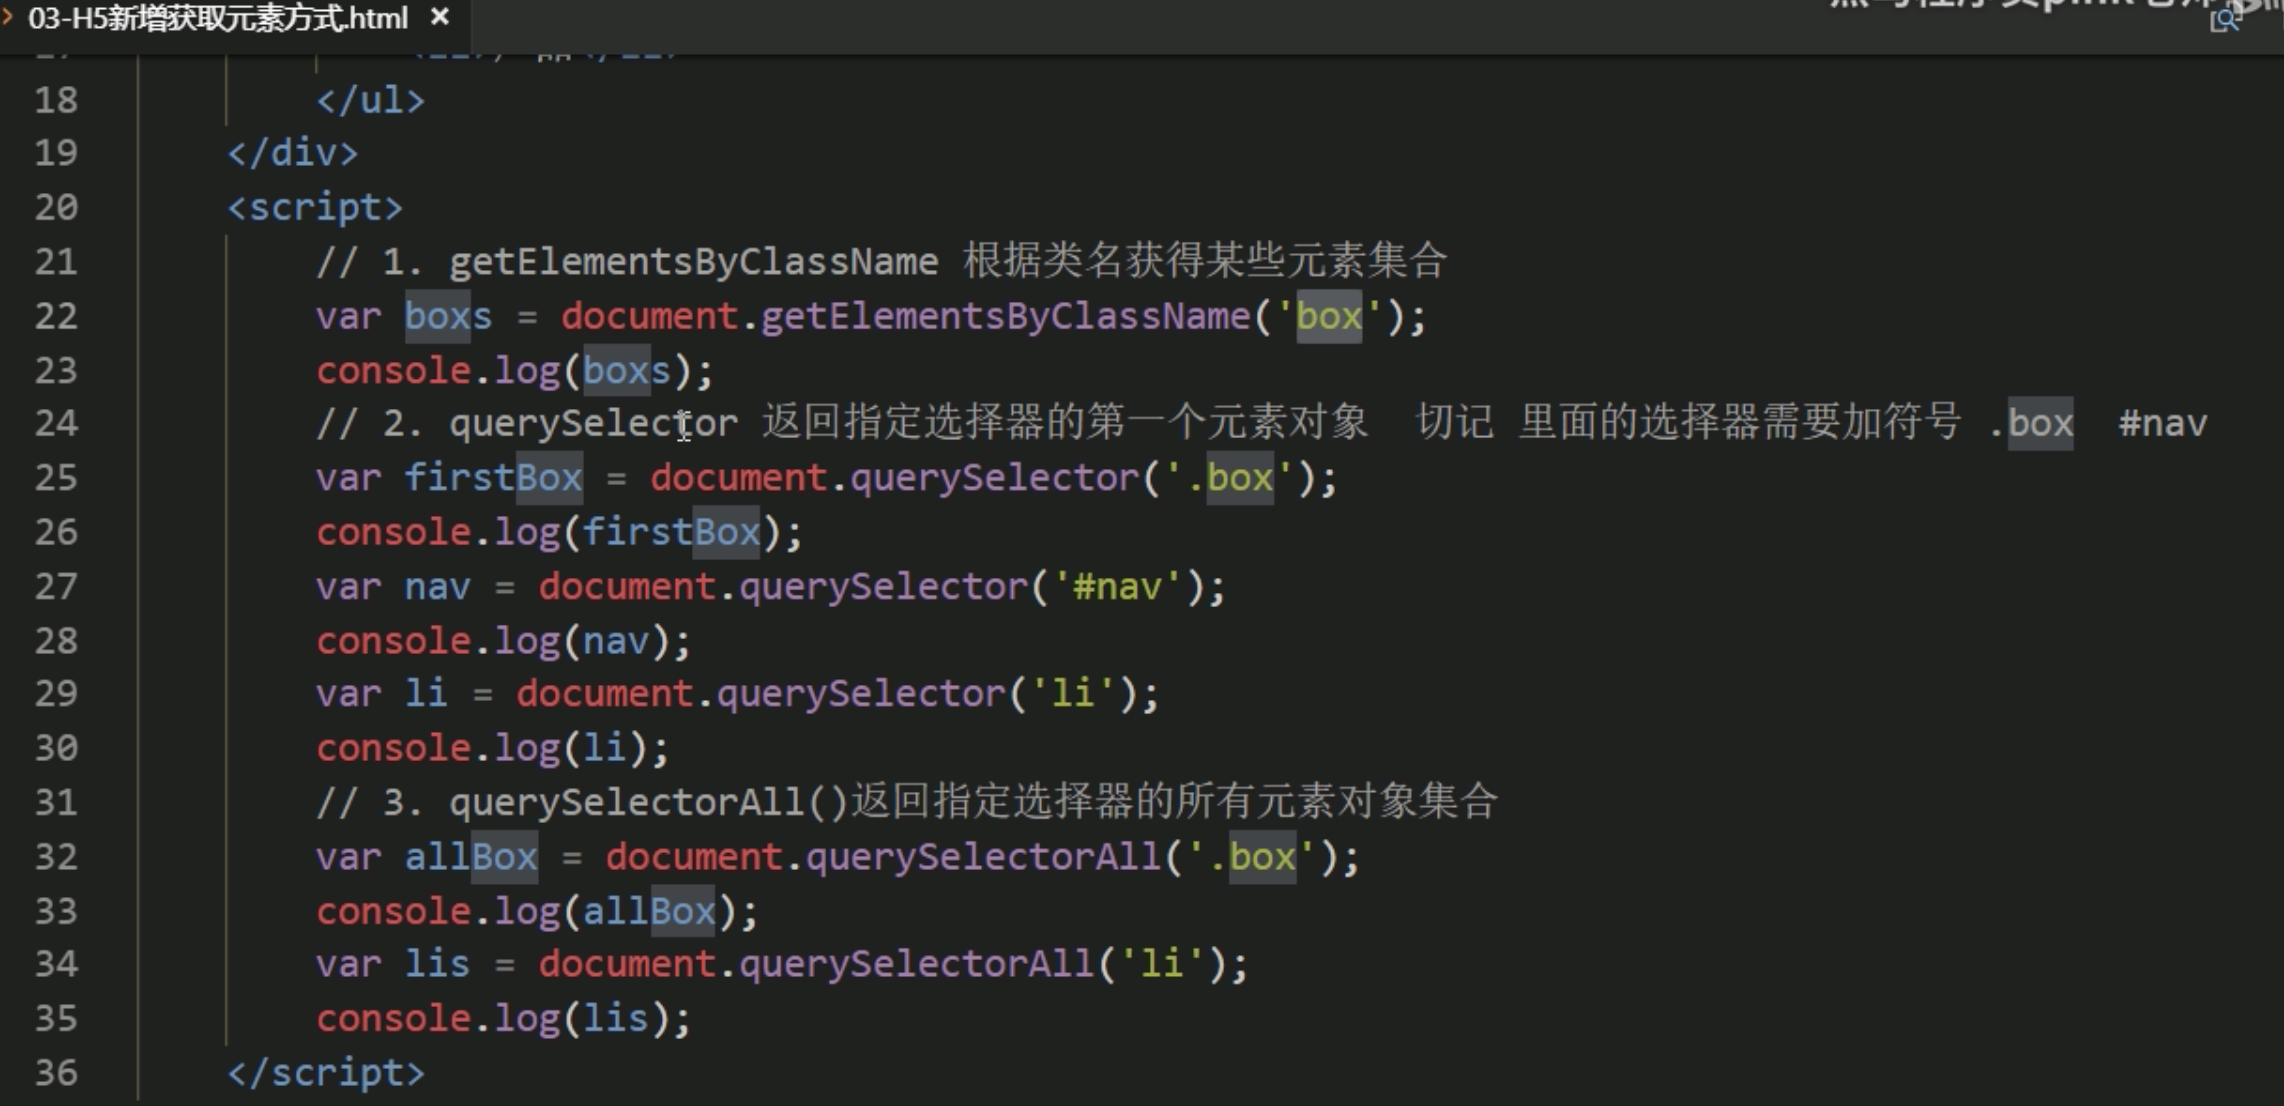 03-H5新增获取元素方式.html ×
18 </ul>
19 </div>
20 <script>
21 // 1. getElementsByClassName 根据类名获得某些元素集合
22 var boxs = document.getElementsByClassName('box');
23 console.log(boxs);
24 // 2. querySelector 返回指定选择器的第一个元素对象  切记 里面的选择器需要加符号 .box  #nav
25 var firstBox = document.querySelector('.box');
26 console.log(firstBox);
27 var nav = document.querySelector('#nav');
28 console.log(nav);
29 var li = document.querySelector('li');
30 console.log(li);
31 // 3. querySelectorAll()返回指定选择器的所有元素对象集合
32 var allBox = document.querySelectorAll('.box');
33 console.log(allBox);
34 var lis = document.querySelectorAll('li');
35 console.log(lis);
36 </script>